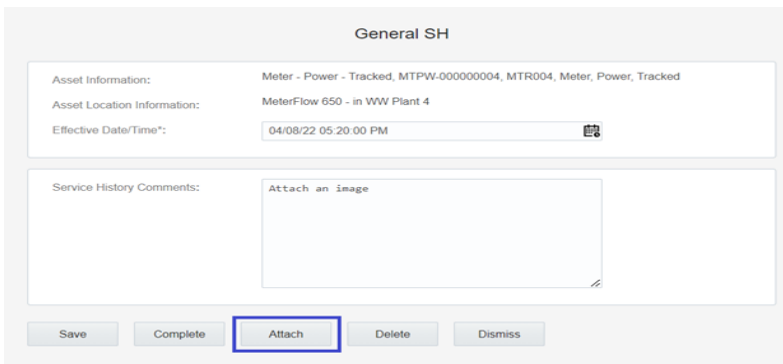 General SH
Asset Information: Meter - Power - Tracked, MTPW-000000004, MTR004, Meter, Power, Tracked
Asset Location Information: MeterFlow 650 - in WW Plant 4
Effective Date/Time*: 04/08/22 05:20:00 PM
Service History Comments: Attach an image
Save Complete Attach Delete Dismiss